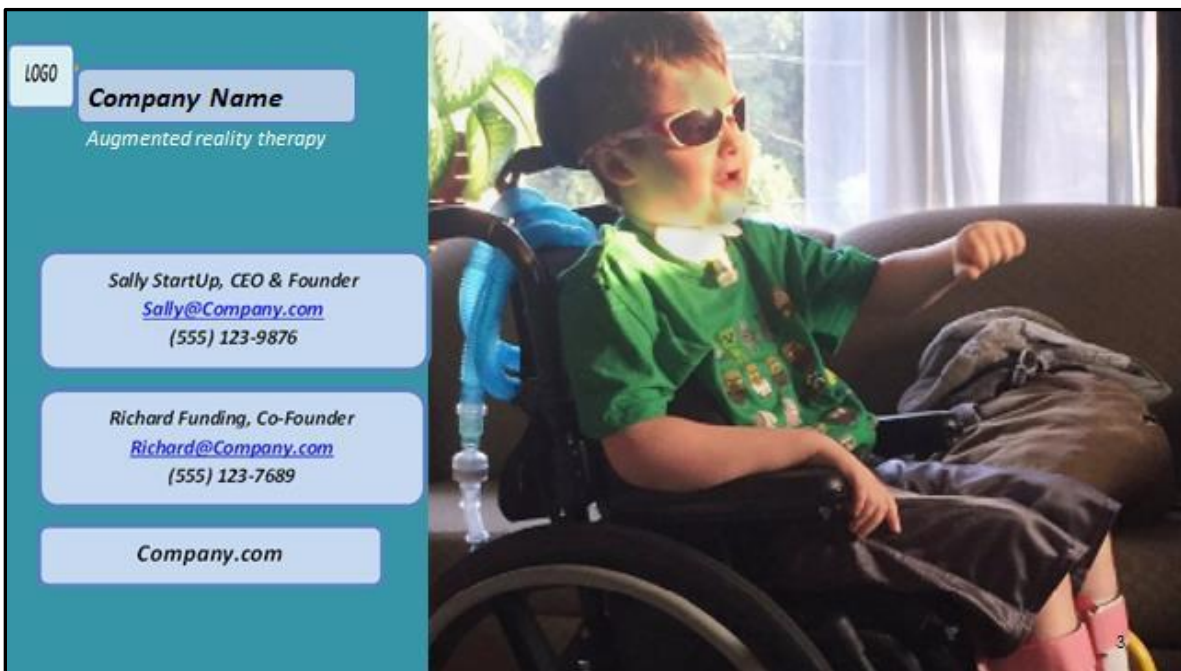 LOGO
Company Name
Augmented reality therapy
Sally StartUp, CEO & Founder
Sally@Company.com
(555) 123-9876
Richard Funding, Co-Founder
Richard@Company.com
(555) 123-7689
Company.com
3